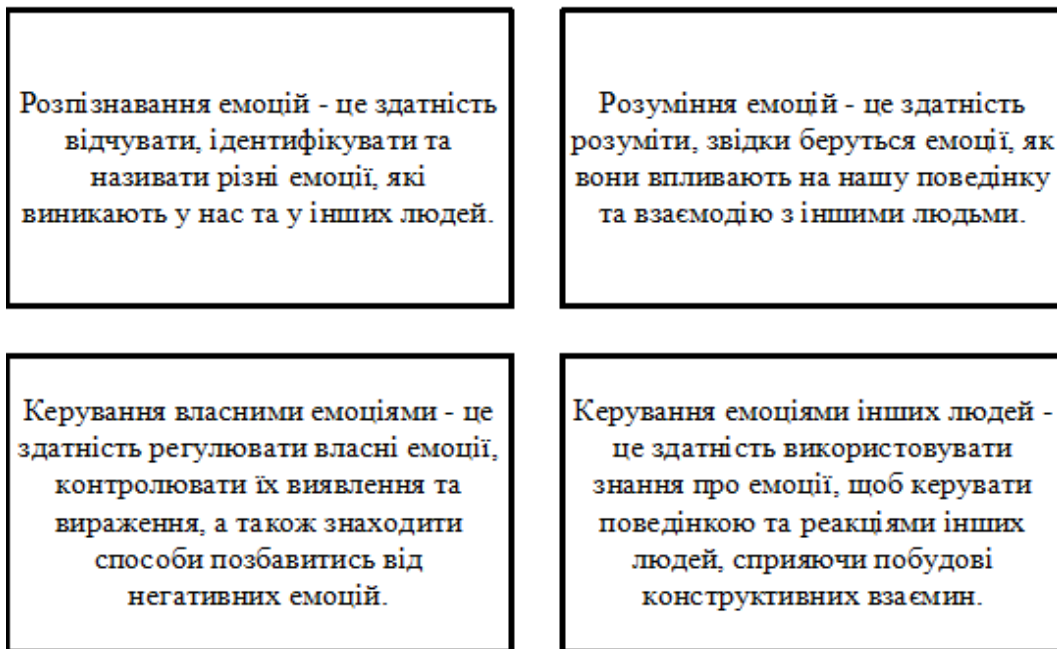 Розпізнавання емоцій - це здатність
відчувати, ідентифікувати та
називати різні емоції, які
виникають у нас та у інших людей.
Розуміння емоцій - це здатність
розуміти, звідки беруться емоції, як
вони впливають на нашу поведінку
та взаємодію з іншими людьми.
Керування власними емоціями - це
здатність регулювати власні емоції,
контролювати їх виявлення та
вираження, а також знаходити
способи позбавитись від
негативних емоцій.
Керування емоціями інших людей -
це здатність використовувати
знання про емоції, щоб керувати
поведінкою та реакціями інших
людей, сприяючи побудові
конструктивних взаємин.